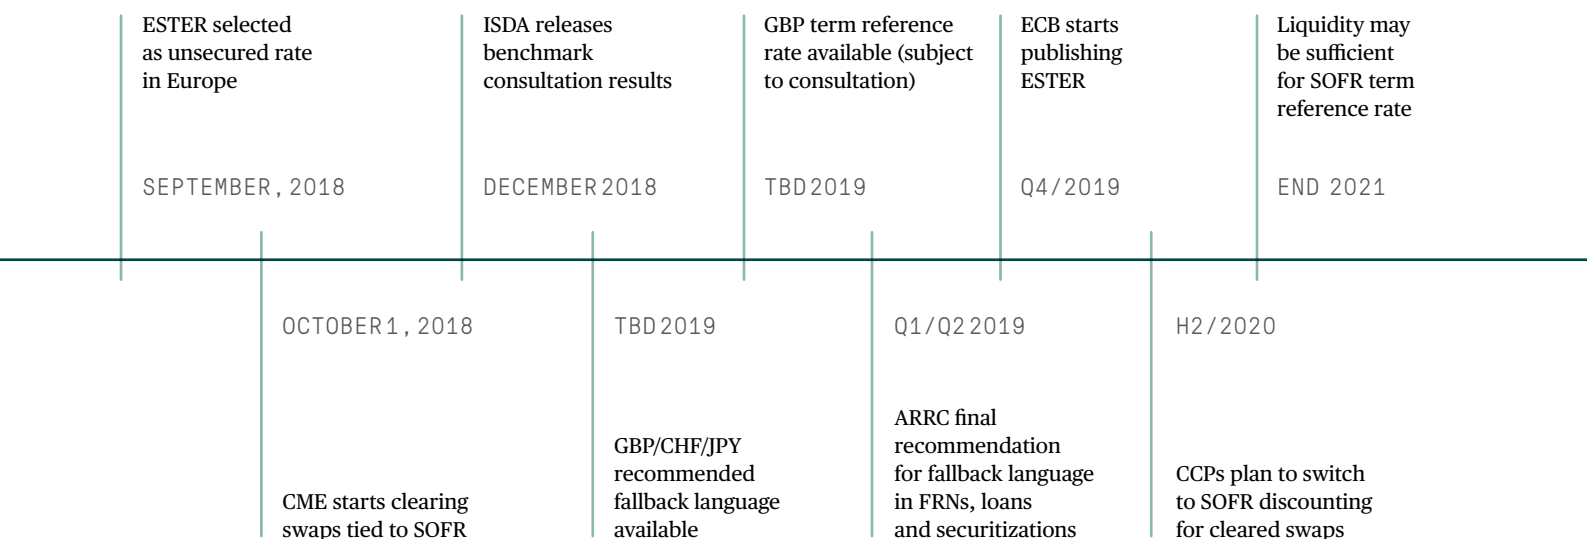 ESTER selected
as unsecured rate
in Europe
SEPTEMBER, 2018
ISDA releases
benchmark
consultation results
DECEMBER 2018
GBP term reference
rate available (subject
to consultation)
TBD 2019
ECB starts
publishing
ESTER
Q4/2019
Liquidity may
be sufficient
for SOFR term
reference rate
END 2021
OCTOBER 1, 2018
CME starts clearing
swaps tied to SOFR
TBD 2019
GBP/CHF/JPY
recommended
fallback language
available
Q1/Q2 2019
ARRC final
recommendation
for fallback language
in FRNs, loans
and securitizations
H2/2020
CCPs plan to switch
to SOFR discounting
for cleared swaps